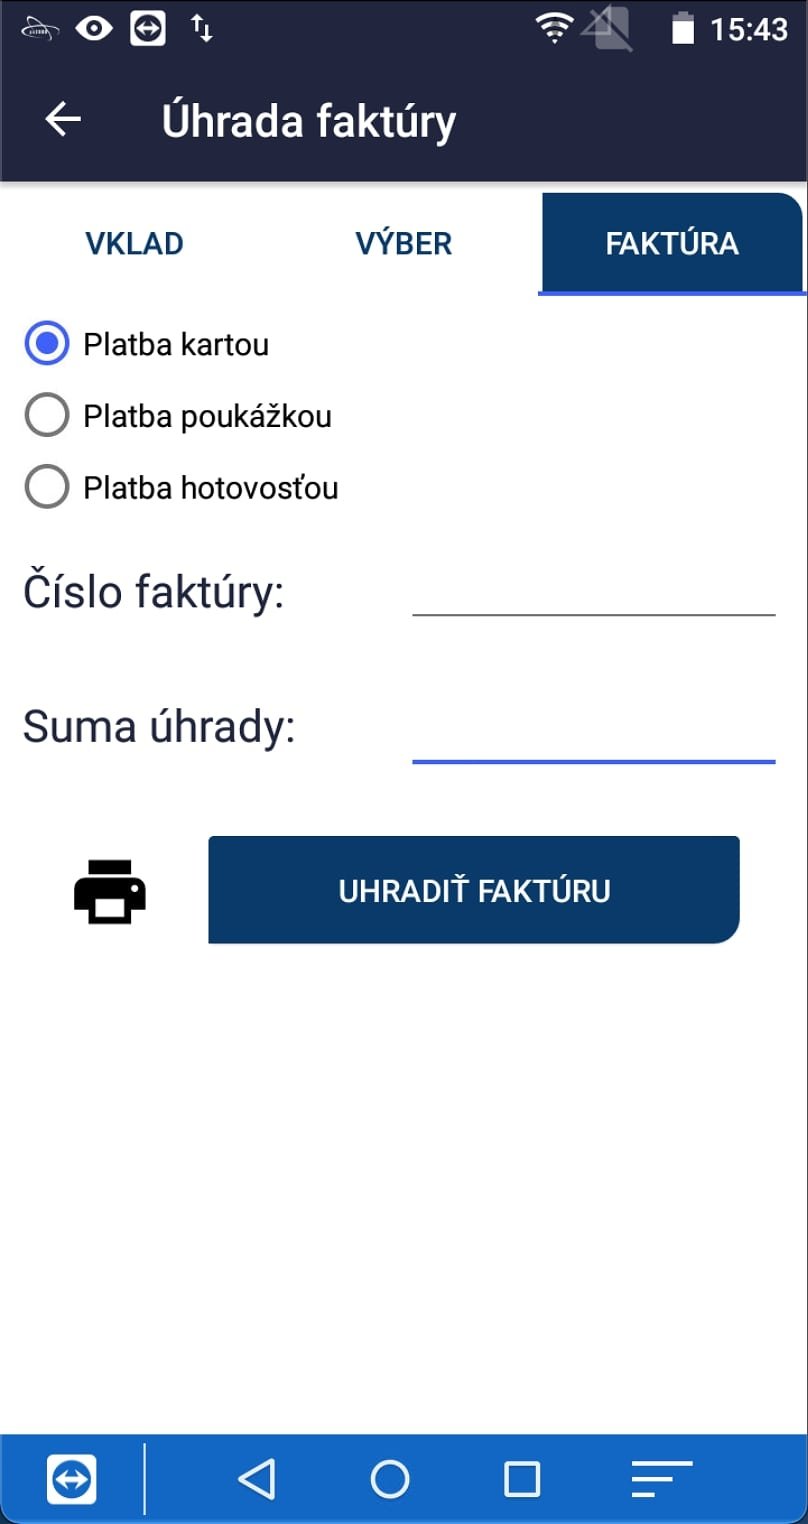 15:43
Úhrada faktúry
VKLAD VÝBER FAKTÚRA
Platba kartou
Platba poukážkou
Platba hotovosťou
Číslo faktúry:
Suma úhrady:
UHRADIŤ FAKTÚRU